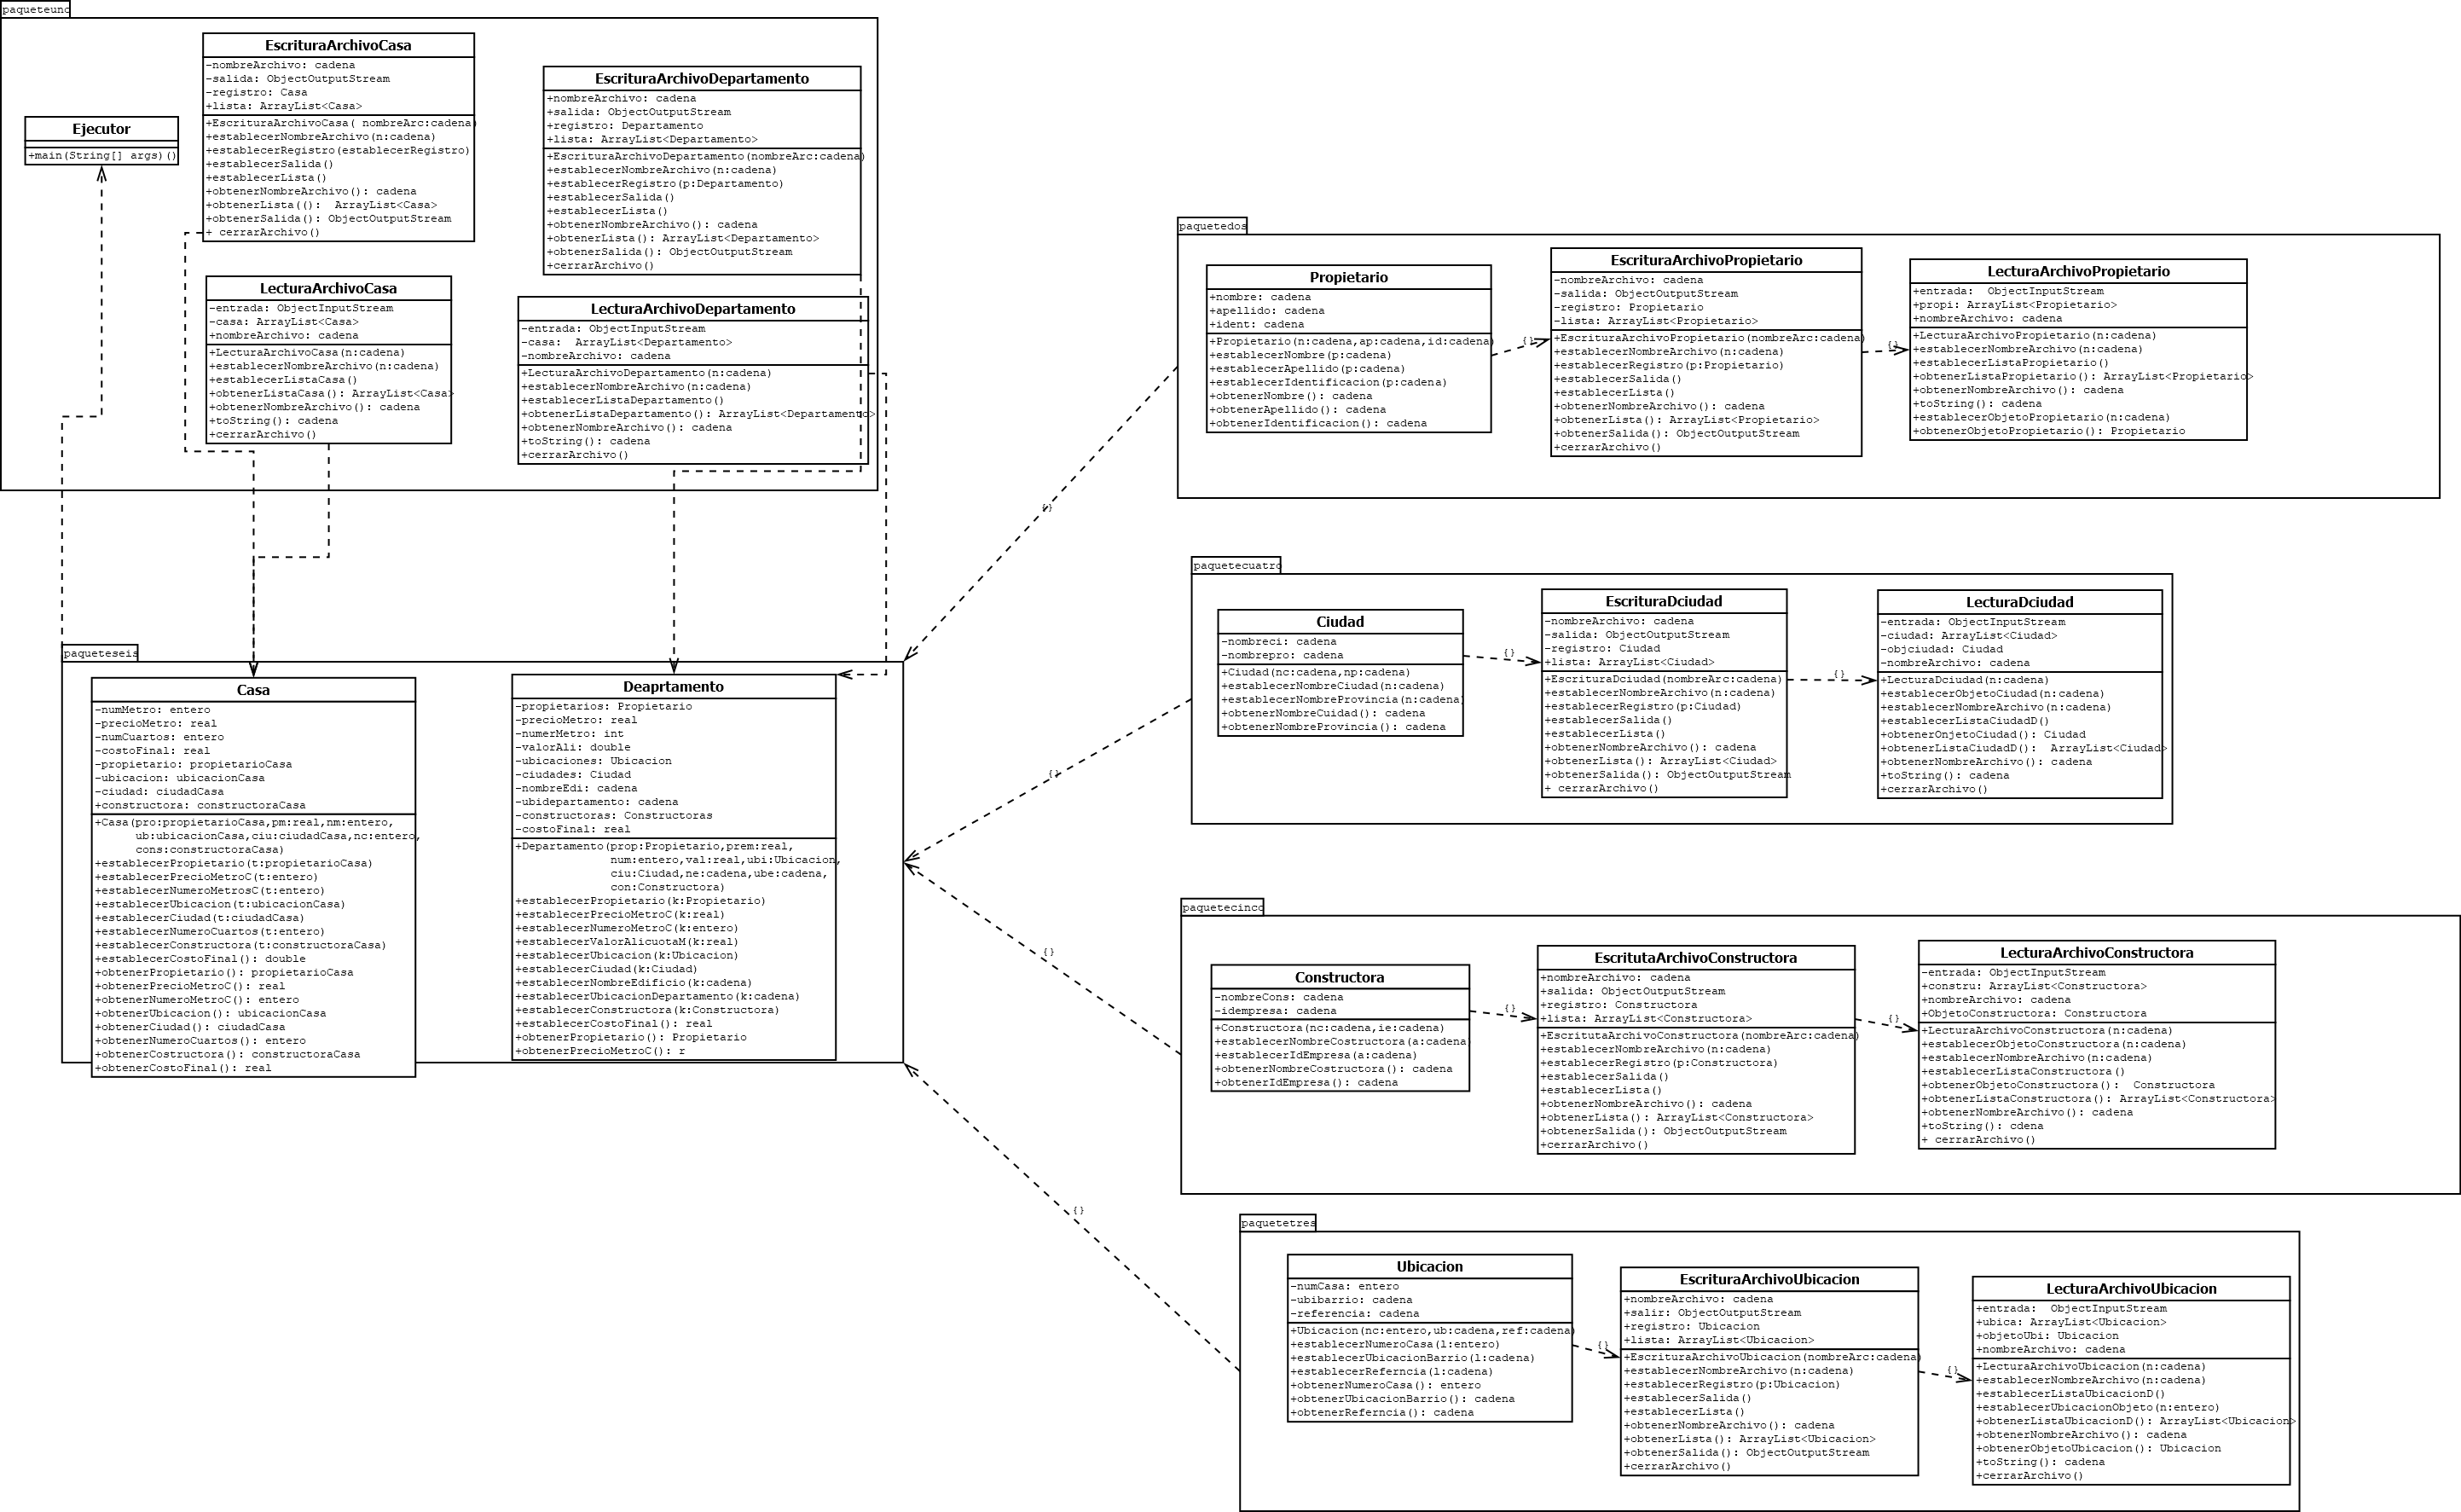 paqueteuno
EscrituraArchivoCasa
-nombreArchivo: cadena
-salida: ObjectOutputStream
-registro: Casa
+lista: ArrayList<Casa>
+EscrituraArchivoCasa( nombreArc:cadena)
+establecerNombreArchivo(n:cadena)
+establecerRegistro(establecerRegistro)
+establecerSalida()
+establecerLista()
+obtenerNombreArchivo(): cadena
+obtenerLista((): ArrayList<Casa>
+obtenerSalida(): ObjectOutputStream
+ cerrarArchivo()
EscrituraArchivoDepartamento
+nombreArchivo: cadena
+salida: ObjectOutputStream
+registro: Departamento
+lista: ArrayList<Departamento>
+EscrituraArchivoDepartamento(nombreArc:cadena)
+establecerNombreArchivo(n:cadena)
+establecerRegistro(p:Departamento)
+establecerSalida()
+establecerLista()
+obtenerNombreArchivo(): cadena
+obtenerLista(): ArrayList<Departamento>
+obtenerSalida(): ObjectOutputStream
+cerrarArchivo()
Ejecutor
+main(String[] args)()
LecturaArchivoCasa
-entrada: ObjectInputStream
-casa: ArrayList<Casa>
+nombreArchivo: cadena
+LecturaArchivoCasa(n:cadena)
+establecerNombreArchivo(n:cadena)
+establecerListaCasa()
+obtenerListaCasa(): ArrayList<Casa>
+obtenerNombreArchivo(): cadena
+toString(): cadena
+cerrarArchivo()
LecturaArchivoDepartamento
-entrada: ObjectInputStream
-casa: ArrayList<Departamento>
-nombreArchivo: cadena
+LecturaArchivoDepartamento(n:cadena)
+establecerNombreArchivo(n:cadena)
+establecerListaDepartamento()
+obtenerListaDepartamento(): ArrayList<Departamento>
+obtenerNombreArchivo(): cadena
+toString(): cadena
+cerrarArchivo()
paquetedos
Propietario
+nombre: cadena
+apellido: cadena
+ident: cadena
+Propietario(n:cadena,ap:cadena,id:cadena)
+establecerNombre(p:cadena)
+establecerApellido(p:cadena)
+establecerIdentificacion(p:cadena)
+obtenerNombre(): cadena
+obtenerApellido(): cadena
+obtenerIdentificacion(): cadena
{}
EscrituraArchivoPropietario
-nombreArchivo: cadena
-salida: ObjectOutputStream
-registro: Propietario
-lista: ArrayList<Propietario>
+EscrituraArchivoPropietario(nombreArc:cadena)
+establecerNombreArchivo(n:cadena)
+establecerRegistro(p:Propietario)
+establecerSalida()
+establecerLista()
+obtenerNombreArchivo(): cadena
+obtenerLista(): ArrayList<Propietario>
+obtenerSalida(): ObjectOutputStream
+cerrarArchivo()
{}
LecturaArchivoPropietario
+entrada: ObjectInputStream
+propi: ArrayList<Propietario>
+nombreArchivo: cadena
+LecturaArchivoPropietario(n:cadena)
+establecerNombreArchivo(n:cadena)
+establecerListaPropietario()
+obtenerListaPropietario(): ArrayList<Propietario>
+obtenerNombreArchivo(): cadena
+toString(): cadena
+establecerObjetoPropietario(n:cadena)
+obtenerObjetoPropietario(): Propietario
{}
paquetecuatro
Ciudad
-nombreci: cadena
-nombrepro: cadena
+Ciudad(nc:cadena,np:cadena)
+establecerNombreCiudad(n:cadena)
+establecerNombreProvincia(n:cadena)
+obtenerNombreCuidad(): cadena
+obtenerNombreProvincia(): cadena
{}
EscrituraDciudad
-nombreArchivo: cadena
-salida: ObjectOutputStream
-registro: Ciudad
+lista: ArrayList<Ciudad>
+EscrituraDciudad(nombreArc:cadena)
+establecerNombreArchivo(n:cadena)
+establecerRegistro(p:Ciudad)
+establecerSalida()
+establecerLista()
+obtenerNombreArchivo(): cadena
+obtenerLista(): ArrayList<Ciudad>
+obtenerSalida(): ObjectOutputStream
+ cerrarArchivo()
{}
LecturaDciudad
-entrada: ObjectInputStream
-ciudad: ArrayList<Ciudad>
-objciudad: Ciudad
-nombreArchivo: cadena
+LecturaDciudad(n:cadena)
+establecerObjetoCiudad(n:cadena)
+establecerNombreArchivo(n:cadena)
+establecerListaCiudadD()
+obtenerOnjetoCiudad(): Ciudad
+obtenerListaCiudadD(): ArrayList<Ciudad>
+obtenerNombreArchivo(): cadena
+toString(): cadena
+cerrarArchivo()
{}
paqueteseis
Casa
-numMetro: entero
-precioMetro: real
-numCuartos: entero
-costoFinal: real
-propietario: propietarioCasa
-ubicacion: ubicacionCasa
-ciudad: ciudadCasa
+constructora: constructoraCasa
+Casa(pro:propietarioCasa,pm:real,nm:entero,
ub:ubicacionCasa,ciu:ciudadCasa,nc:entero,
cons:constructoraCasa)
+establecerPropietario(t:propietarioCasa)
+establecerPrecioMetroC(t:entero)
+establecerNumeroMetrosC(t:entero)
+establecerUbicacion(t:ubicacionCasa)
+establecerCiudad(t:ciudadCasa)
+establecerNumeroCuartos(t:entero)
+establecerConstructora(t:constructoraCasa)
+establecerCostoFinal(): double
+obtenerPropietario(): propietarioCasa
+obtenerPrecioMetroC(): real
+obtenerNumeroMetroC(): entero
+obtenerUbicacion(): ubicacionCasa
+obtenerCiudad(): ciudadCasa
+obtenerNumeroCuartos(): entero
+obtenerCostructora(): constructoraCasa
+obtenerCostoFinal(): real
Deaprtamento
-propietarios: Propietario
-precioMetro: real
-numerMetro: int
-valorAli: double
-ubicaciones: Ubicacion
-ciudades: Ciudad
-nombreEdi: cadena
-ubidepartamento: cadena
-constructoras: Constructoras
-costoFinal: real
+Departamento(prop:Propietario,prem:real,
num:entero,val:real,ubi:Ubicacion,
ciu:Ciudad,ne:cadena,ube:cadena,
con:Constructora)
+establecerPropietario(k:Propietario)
+establecerPrecioMetroC(k:real)
+establecerNumeroMetroC(k:entero)
+establecerValorAlicuotaM(k:real)
+establecerUbicacion(k:Ubicacion)
+establecerCiudad(k:Ciudad)
+establecerNombreEdificio(k:cadena)
+establecerUbicacionDepartamento(k:cadena)
+establecerConstructora(k:Constructora)
+establecerCostoFinal(): real
+obtenerPropietario(): Propietario
+obtenerPrecioMetroC(): r
paquetecinco
{}
Constructora
-nombreCons: cadena
-idempresa: cadena
+Constructora(nc:cadena,ie:cadena)
+establecerNombreCostructora(a:cadena)
+establecerIdEmpresa(a:cadena)
+obtenerNombreCostructora(): cadena
+obtenerIdEmpresa(): cadena
{}
EscritutaArchivoConstructora
+nombreArchivo: cadena
+salida: ObjectOutputStream
+registro: Constructora
+lista: ArrayList<Constructora>
+EscritutaArchivoConstructora(nombreArc:cadena)
+establecerNombreArchivo(n:cadena)
+establecerRegistro(p:Constructora)
+establecerSalida()
+establecerLista()
+obtenerNombreArchivo(): cadena
+obtenerLista(): ArrayList<Constructora>
+obtenerSalida(): ObjectOutputStream
+cerrarArchivo()
{}
LecturaArchivoConstructora
-entrada: ObjectInputStream
+constru: ArrayList<Constructora>
+nombreArchivo: cadena
+ObjetoConstructora: Constructora
+LecturaArchivoConstructora(n:cadena)
+establecerObjetoConstructora(n:cadena)
+establecerNombreArchivo(n:cadena)
+establecerListaConstructora()
+obtenerObjetoConstructora(): Constructora
+obtenerListaConstructora(): ArrayList<Constructora>
+obtenerNombreArchivo(): cadena
+toString(): cdena
+ cerrarArchivo()
{}
paquetetres
Ubicacion
-numCasa: entero
-ubibarrio: cadena
-referencia: cadena
+Ubicacion(nc:entero,ub:cadena,ref:cadena)
+establecerNumeroCasa(l:entero)
+establecerUbicacionBarrio(l:cadena)
+establecerReferncia(l:cadena)
+obtenerNumeroCasa(): entero
+obtenerUbicacionBarrio(): cadena
+obtenerReferncia(): cadena
{}
EscrituraArchivoUbicacion
+nombreArchivo: cadena
+salir: ObjectOutputStream
+registro: Ubicacion
+lista: ArrayList<Ubicacion>
+EscrituraArchivoUbicacion(nombreArc:cadena)
+establecerNombreArchivo(n:cadena)
+establecerRegistro(p:Ubicacion)
+establecerSalida()
+establecerLista()
+obtenerNombreArchivo(): cadena
+obtenerLista(): ArrayList<Ubicacion>
+obtenerSalida(): ObjectOutputStream
+cerrarArchivo()
{}
LecturaArchivoUbicacion
+entrada: ObjectInputStream
+ubica: ArrayList<Ubicacion>
+objetoUbi: Ubicacion
+nombreArchivo: cadena
+LecturaArchivoUbicacion(n:cadena)
+establecerNombreArchivo(n:cadena)
+establecerListaUbicacionD()
+establecerUbicacionObjeto(n:entero)
+obtenerListaUbicacionD(): ArrayList<Ubicacion>
+obtenerNombreArchivo(): cadena
+obtenerObjetoUbicacion(): Ubicacion
+toString(): cadena
+cerrarArchivo()